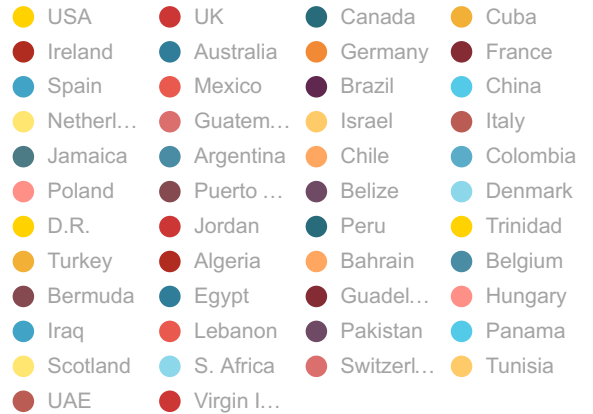 USA UK Canada Cuba
Ireland Australia Germany France
Spain Mexico Brazil China
Netherl... Guatem... Israel Italy
Jamaica Argentina Chile Colombia
Poland Puerto ... Belize Denmark
D.R. Jordan Peru Trinidad
Turkey Algeria Bahrain Belgium
Bermuda Egypt Guadel... Hungary
Iraq Lebanon Pakistan Panama
Scotland S. Africa Switzerl... Tunisia
UAE Virgin I...